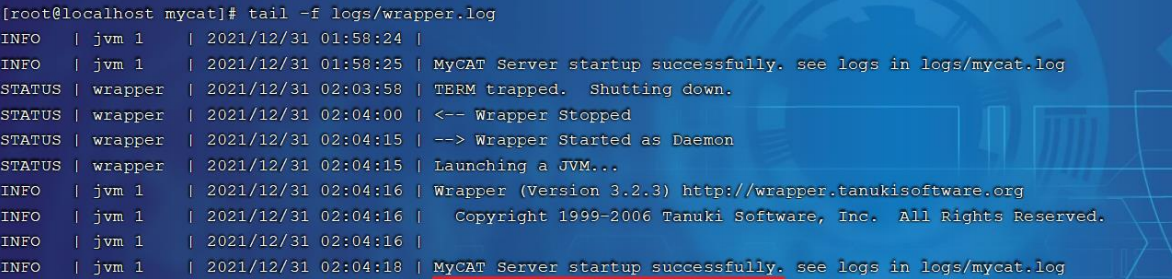 [root@localhost mycat]# tail -f logs/wrapper.log
INFO   | jvm 1    | 2021/12/31 01:58:24 |
INFO   | jvm 1    | 2021/12/31 01:58:25 | MyCAT Server startup successfully. see logs in logs/mycat.log
STATUS | wrapper  | 2021/12/31 02:03:58 | TERM trapped.  Shutting down.
STATUS | wrapper  | 2021/12/31 02:04:00 | <-- Wrapper Stopped
STATUS | wrapper  | 2021/12/31 02:04:15 | --> Wrapper Started as Daemon
STATUS | wrapper  | 2021/12/31 02:04:15 | Launching a JVM...
INFO   | jvm 1    | 2021/12/31 02:04:16 | Wrapper (Version 3.2.3) http://wrapper.tanukisoftware.org
INFO   | jvm 1    | 2021/12/31 02:04:16 |   Copyright 1999-2006 Tanuki Software, Inc.  All Rights Reserved.
INFO   | jvm 1    | 2021/12/31 02:04:16 |
INFO   | jvm 1    | 2021/12/31 02:04:18 | MyCAT Server startup successfully. see logs in logs/mycat.log